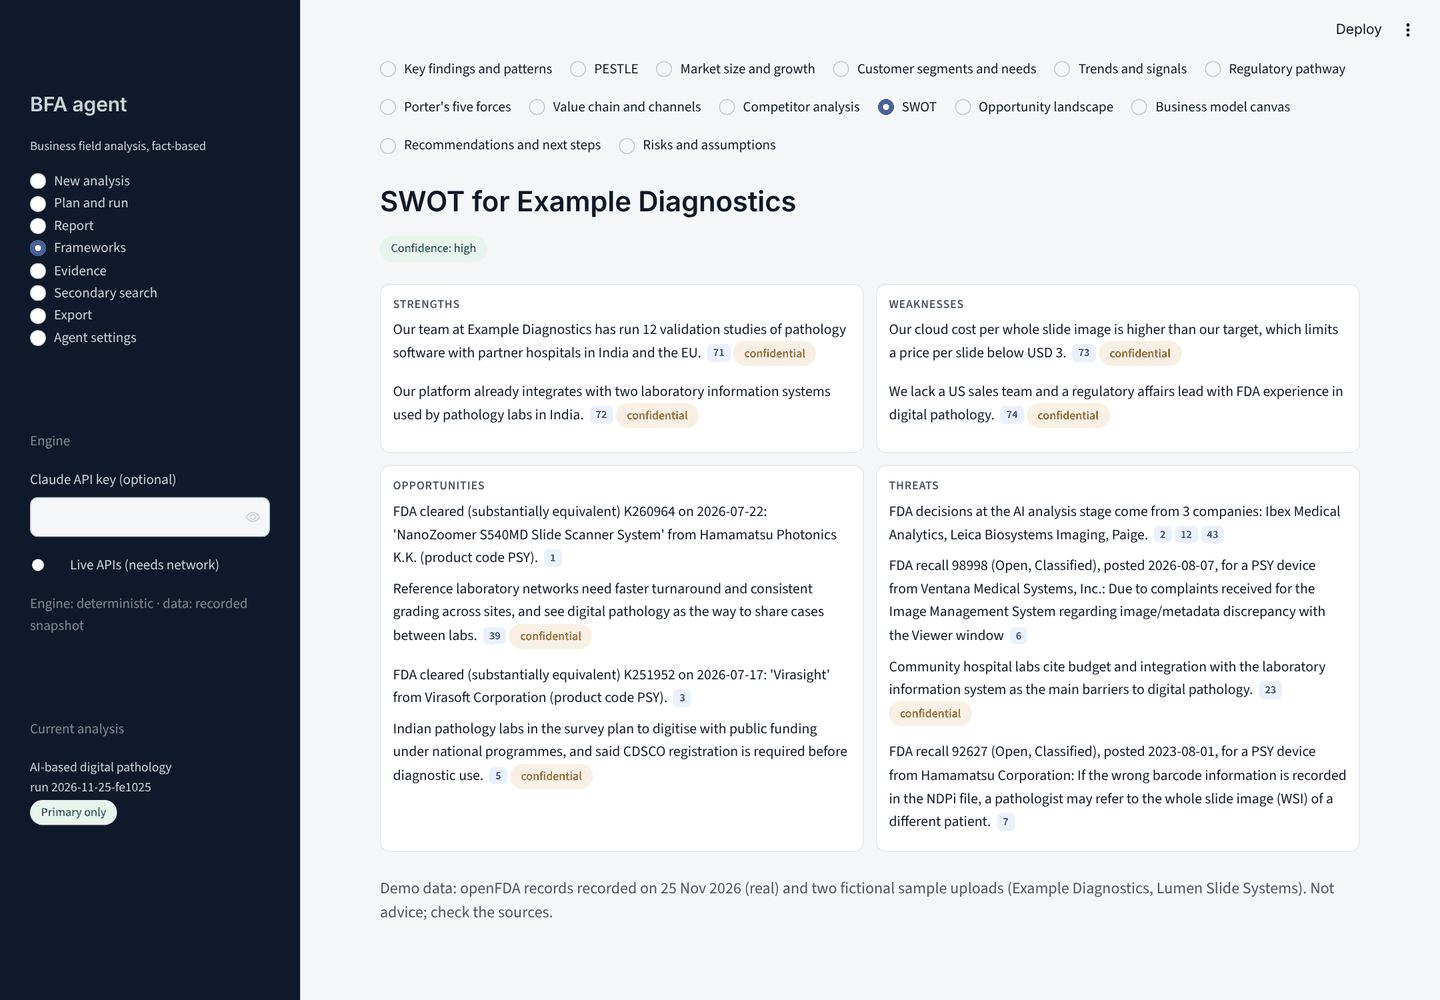 Deploy
BFA agent
Business field analysis, fact-based
New analysis
Plan and run
Report
Frameworks
Evidence
Secondary search
Export
Agent settings
Engine
Claude API key (optional)
Live APIs (needs network)
Engine: deterministic · data: recorded
snapshot
Current analysis
AI-based digital pathology
run 2026-11-25-fe1025
Primary only
Key findings and patterns PESTLE Market size and growth Customer segments and needs Trends and signals Regulatory pathway
Porter's five forces Value chain and channels Competitor analysis SWOT Opportunity landscape Business model canvas
Recommendations and next steps Risks and assumptions
SWOT for Example Diagnostics
Confidence: high
STRENGTHS
Our team at Example Diagnostics has run 12 validation studies of pathology
software with partner hospitals in India and the EU. 71 confidential
Our platform already integrates with two laboratory information systems
used by pathology labs in India. 72 confidential
WEAKNESSES
Our cloud cost per whole slide image is higher than our target, which limits
a price per slide below USD 3. 73 confidential
We lack a US sales team and a regulatory affairs lead with FDA experience in
digital pathology. 74 confidential
OPPORTUNITIES
FDA cleared (substantially equivalent) K260964 on 2026-07-22:
'NanoZoomer S540MD Slide Scanner System' from Hamamatsu Photonics
K.K. (product code PSY). 1
Reference laboratory networks need faster turnaround and consistent
grading across sites, and see digital pathology as the way to share cases
between labs. 39 confidential
FDA cleared (substantially equivalent) K251952 on 2026-07-17: 'Virasight'
from Virasoft Corporation (product code PSY). 3
Indian pathology labs in the survey plan to digitise with public funding
under national programmes, and said CDSCO registration is required before
diagnostic use. 5 confidential
THREATS
FDA decisions at the AI analysis stage come from 3 companies: Ibex Medical
Analytics, Leica Biosystems Imaging, Paige. 2 12 43
FDA recall 98998 (Open, Classified), posted 2026-08-07, for a PSY device
from Ventana Medical Systems, Inc.: Due to complaints received for the
Image Management System regarding image/metadata discrepancy with
the Viewer window 6
Community hospital labs cite budget and integration with the laboratory
information system as the main barriers to digital pathology. 23
confidential
FDA recall 92627 (Open, Classified), posted 2023-08-01, for a PSY device
from Hamamatsu Corporation: If the wrong barcode information is recorded
in the NDPi file, a pathologist may refer to the whole slide image (WSI) of a
different patient. 7
Demo data: openFDA records recorded on 25 Nov 2026 (real) and two fictional sample uploads (Example Diagnostics, Lumen Slide Systems). Not
advice; check the sources.